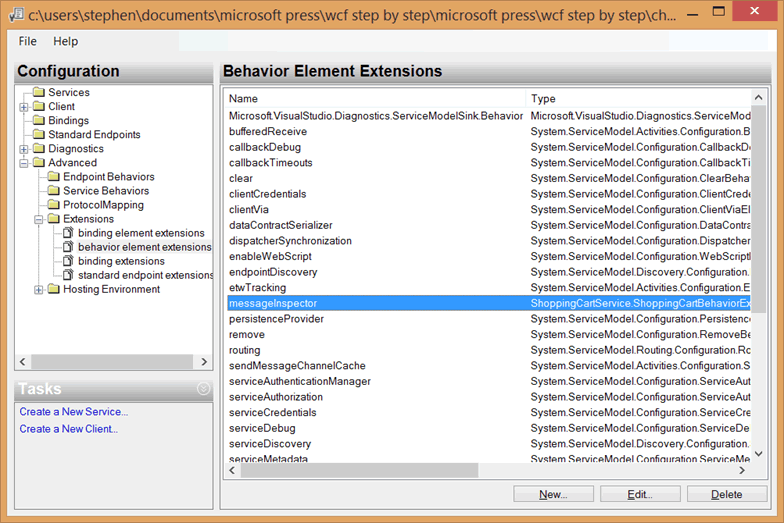 c:\users\stephen\documents\microsoft press\wcf step by step\microsoft press\wcf step by step\ch...
File Help
Configuration
Services
Client
Bindings
Standard Endpoints
Diagnostics
Advanced
Endpoint Behaviors
Service Behaviors
ProtocolMapping
Extensions
binding element extensions
behavior element extensions
binding extensions
standard endpoint extensions
Hosting Environment
Tasks
Create a New Service...
Create a New Client...
Behavior Element Extensions
Name Type
Microsoft.VisualStudio.Diagnostics.ServiceModelSink.Behavior Microsoft.VisualStudio.Diagnostics.ServiceMod
bufferedReceive System.ServiceModel.Activities.Configuration.B
callbackDebug System.ServiceModel.Configuration.CallbackDe
callbackTimeouts System.ServiceModel.Configuration.CallbackTi
clear System.ServiceModel.Configuration.ClearBeha
clientCredentials System.ServiceModel.Configuration.ClientCrede
clientVia System.ServiceModel.Configuration.ClientViaEl
dataContractSerializer System.ServiceModel.Configuration.DataContra
dispatcherSynchronization System.ServiceModel.Configuration.Dispatcher
enableWebScript System.ServiceModel.Configuration.WebScript
endpointDiscovery System.ServiceModel.Discovery.Configuration.
etwTracking System.ServiceModel.Activities.Configuration.E
messageInspector ShoppingCartService.ShoppingCartBehaviorEx
persistenceProvider System.ServiceModel.Configuration.Persistenc
remove System.ServiceModel.Configuration.RemoveBe
routing System.ServiceModel.Routing.Configuration.Ro
sendMessageChannelCache System.ServiceModel.Activities.Configuration.S
serviceAuthenticationManager System.ServiceModel.Configuration.ServiceAut
serviceAuthorization System.ServiceModel.Configuration.ServiceAut
serviceCredentials System.ServiceModel.Configuration.ServiceCre
serviceDebug System.ServiceModel.Configuration.ServiceDe
serviceDiscovery System.ServiceModel.Discovery.Configuration.
serviceMetadata System.ServiceModel.Configuration.ServiceMe
New... Edit... Delete